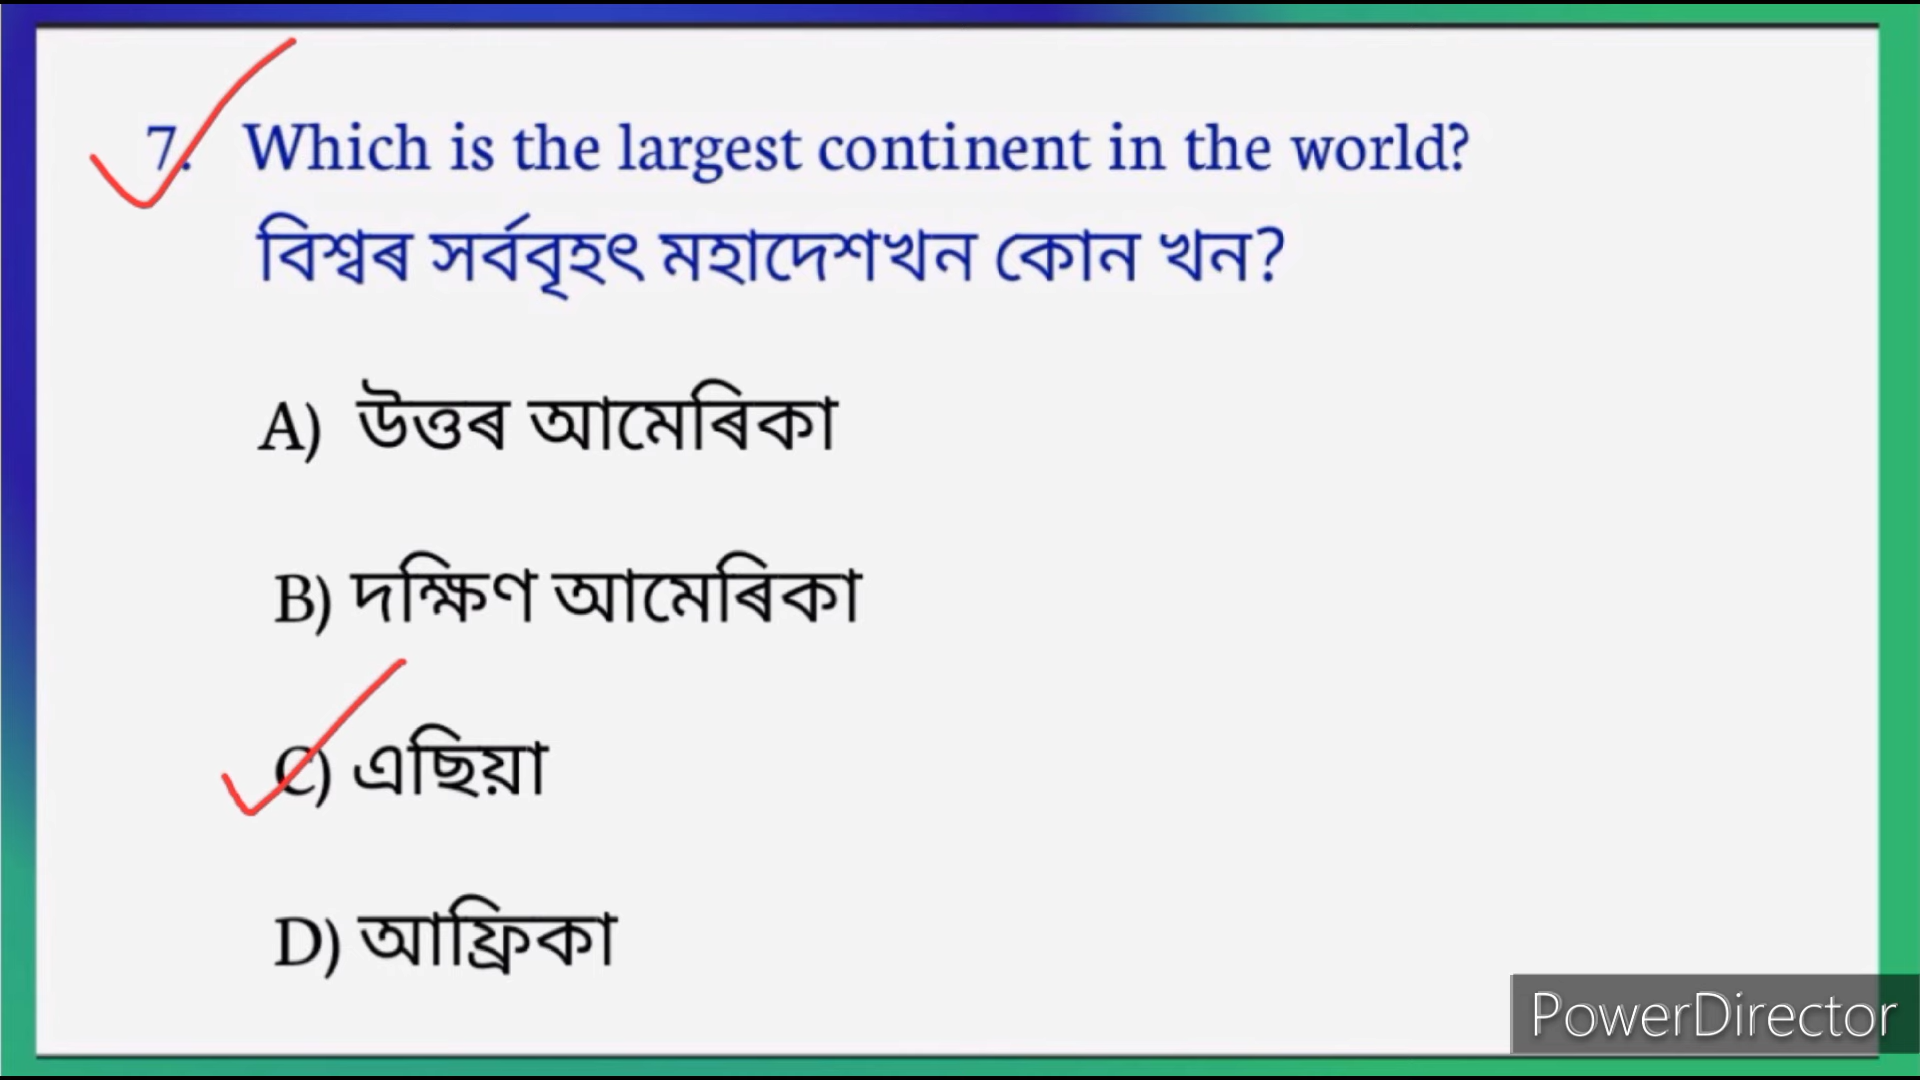 7. Which is the largest continent in the world?
বিশ্বৰ সৰ্ববৃহৎ মহাদেশখন কোন খন?
A) উত্তৰ আমেৰিকা
B) দক্ষিণ আমেৰিকা
C) এছিয়া
D) আফ্ৰিকা
PowerDirector